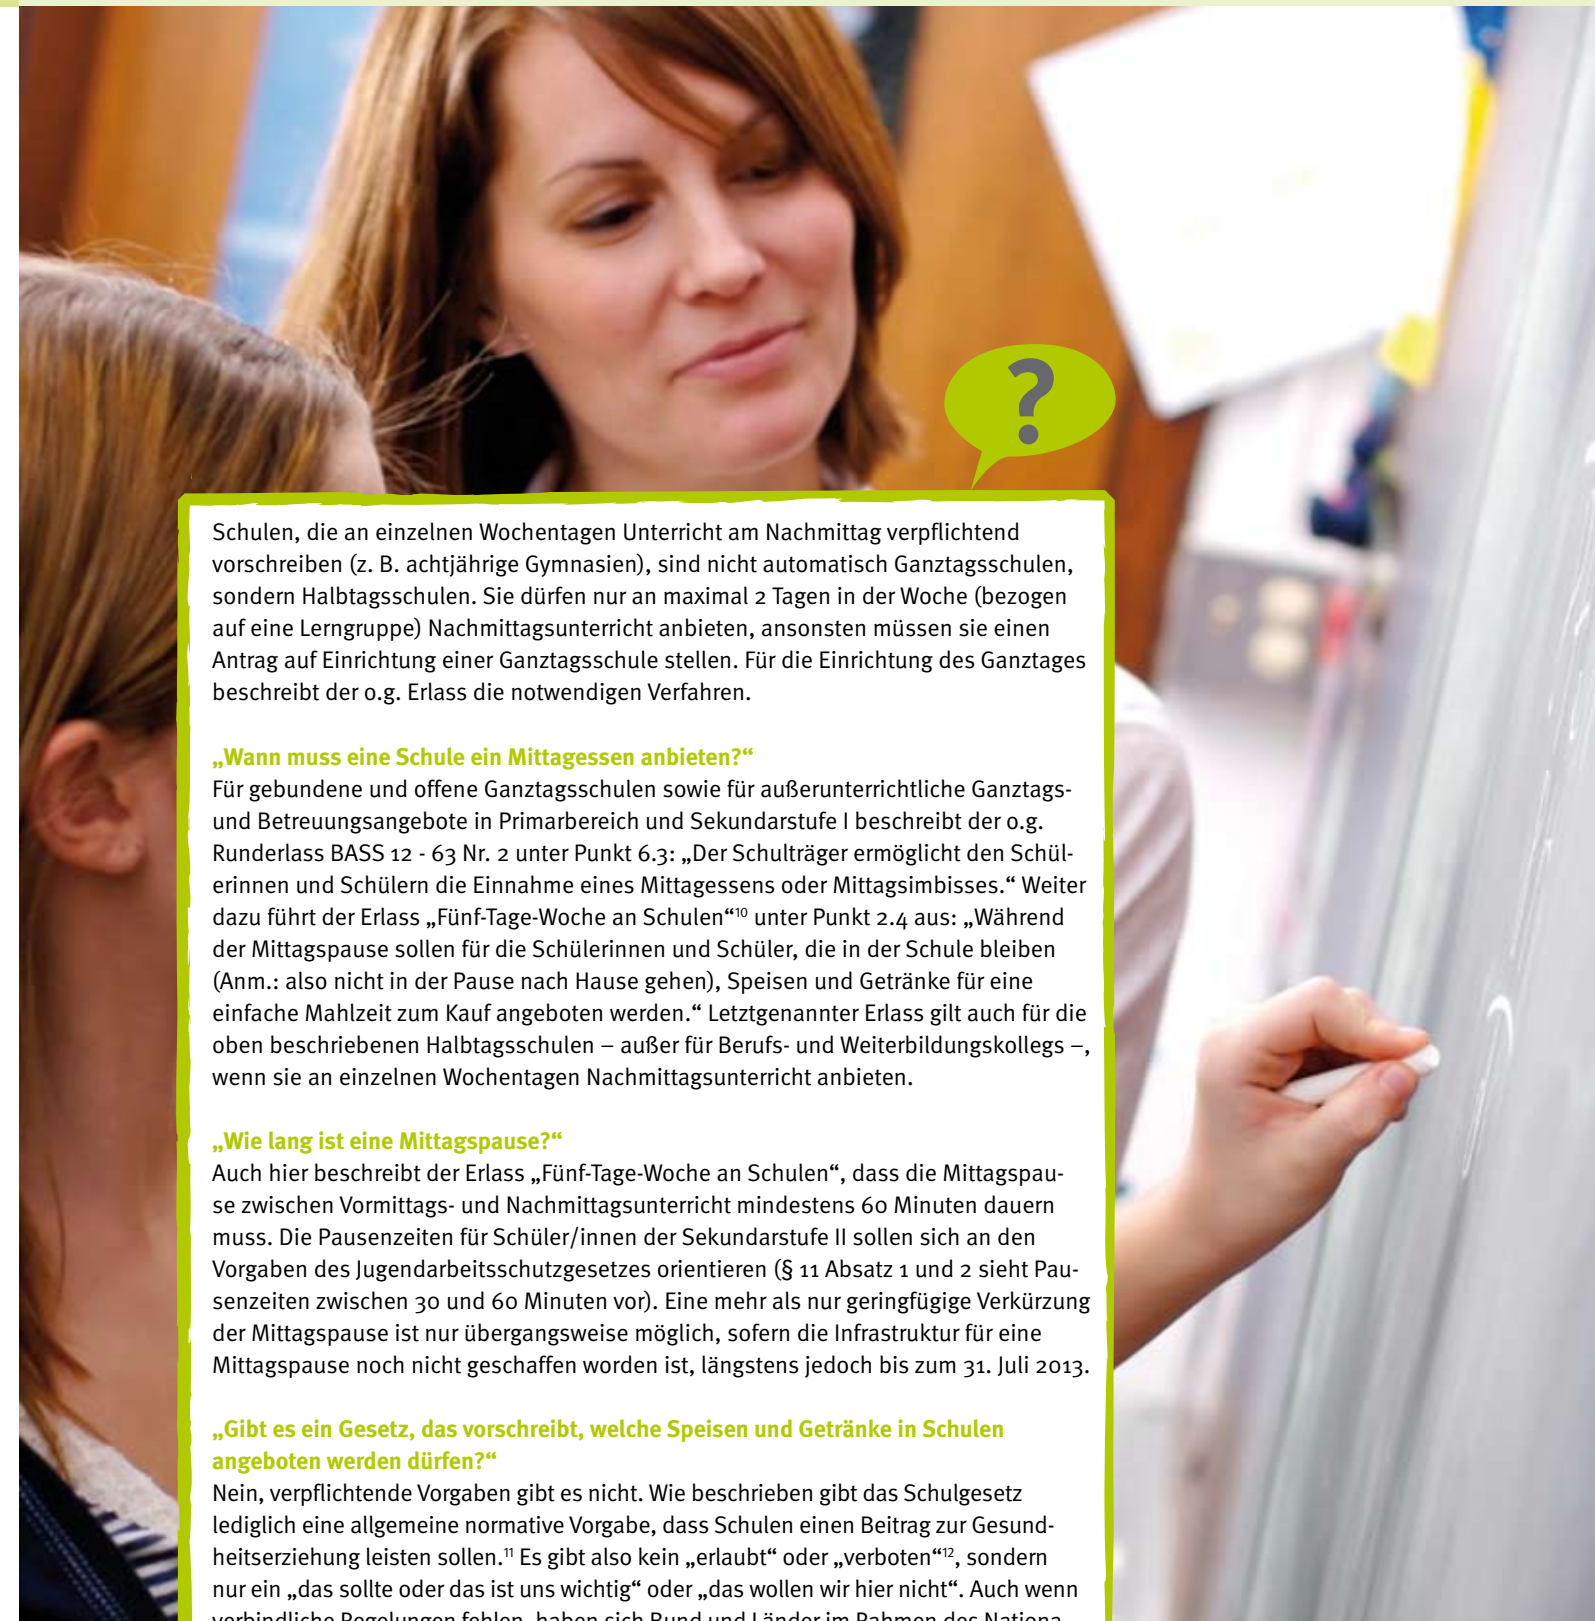 ?
Schulen, die an einzelnen Wochentagen Unterricht am Nachmittag verpflichtend
vorschreiben (z. B. achtjährige Gymnasien), sind nicht automatisch Ganztagsschulen,
sondern Halbtagsschulen. Sie dürfen nur an maximal 2 Tagen in der Woche (bezogen
auf eine Lerngruppe) Nachmittagsunterricht anbieten, ansonsten müssen sie einen
Antrag auf Einrichtung einer Ganztagsschule stellen. Für die Einrichtung des Ganztages
beschreibt der o.g. Erlass die notwendigen Verfahren.
„Wann muss eine Schule ein Mittagessen anbieten?“
Für gebundene und offene Ganztagsschulen sowie für außerunterrichtliche Ganztags-
und Betreuungsangebote in Primarbereich und Sekundarstufe I beschreibt der o.g.
Runderlass BASS 12 - 63 Nr. 2 unter Punkt 6.3: „Der Schulträger ermöglicht den Schül-
erinnen und Schülern die Einnahme eines Mittagessens oder Mittagsimbisses.“ Weiter
dazu führt der Erlass „Fünf-Tage-Woche an Schulen“¹⁰ unter Punkt 2.4 aus: „Während
der Mittagspause sollen für die Schülerinnen und Schüler, die in der Schule bleiben
(Anm.: also nicht in der Pause nach Hause gehen), Speisen und Getränke für eine
einfache Mahlzeit zum Kauf angeboten werden.“ Letztgenannter Erlass gilt auch für die
oben beschriebenen Halbtagsschulen – außer für Berufs- und Weiterbildungskollegs –,
wenn sie an einzelnen Wochentagen Nachmittagsunterricht anbieten.
„Wie lang ist eine Mittagspause?“
Auch hier beschreibt der Erlass „Fünf-Tage-Woche an Schulen“, dass die Mittagspau-
se zwischen Vormittags- und Nachmittagsunterricht mindestens 60 Minuten dauern
muss. Die Pausenzeiten für Schüler/innen der Sekundarstufe II sollen sich an den
Vorgaben des Jugendarbeitsschutzgesetzes orientieren (§ 11 Absatz 1 und 2 sieht Pau-
senzeiten zwischen 30 und 60 Minuten vor). Eine mehr als nur geringfügige Verkürzung
der Mittagspause ist nur übergangsweise möglich, sofern die Infrastruktur für eine
Mittagspause noch nicht geschaffen worden ist, längstens jedoch bis zum 31. Juli 2013.
„Gibt es ein Gesetz, das vorschreibt, welche Speisen und Getränke in Schulen
angeboten werden dürfen?“
Nein, verpflichtende Vorgaben gibt es nicht. Wie beschrieben gibt das Schulgesetz
lediglich eine allgemeine normative Vorgabe, dass Schulen einen Beitrag zur Gesund-
heitserziehung leisten sollen.¹¹ Es gibt also kein „erlaubt“ oder „verboten“¹², sondern
nur ein „das sollte oder das ist uns wichtig“ oder „das wollen wir hier nicht“. Auch wenn
verbindliche Regelungen fehlen, haben sich Bund und Länder im Rahmen des Nationa-